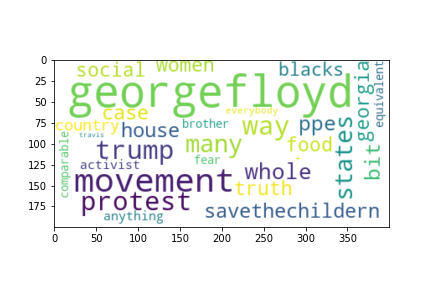 0
25
50
75
100
125
150
175
0 50 100 150 200 250 300 350
social women blacks
georgefloyd
georgia
equivalent
everybody
case
country house brother way ppe
travis
trump many food
states
bit
comparable
activist fear
movement whole
truth
protest
savethechildern
anything